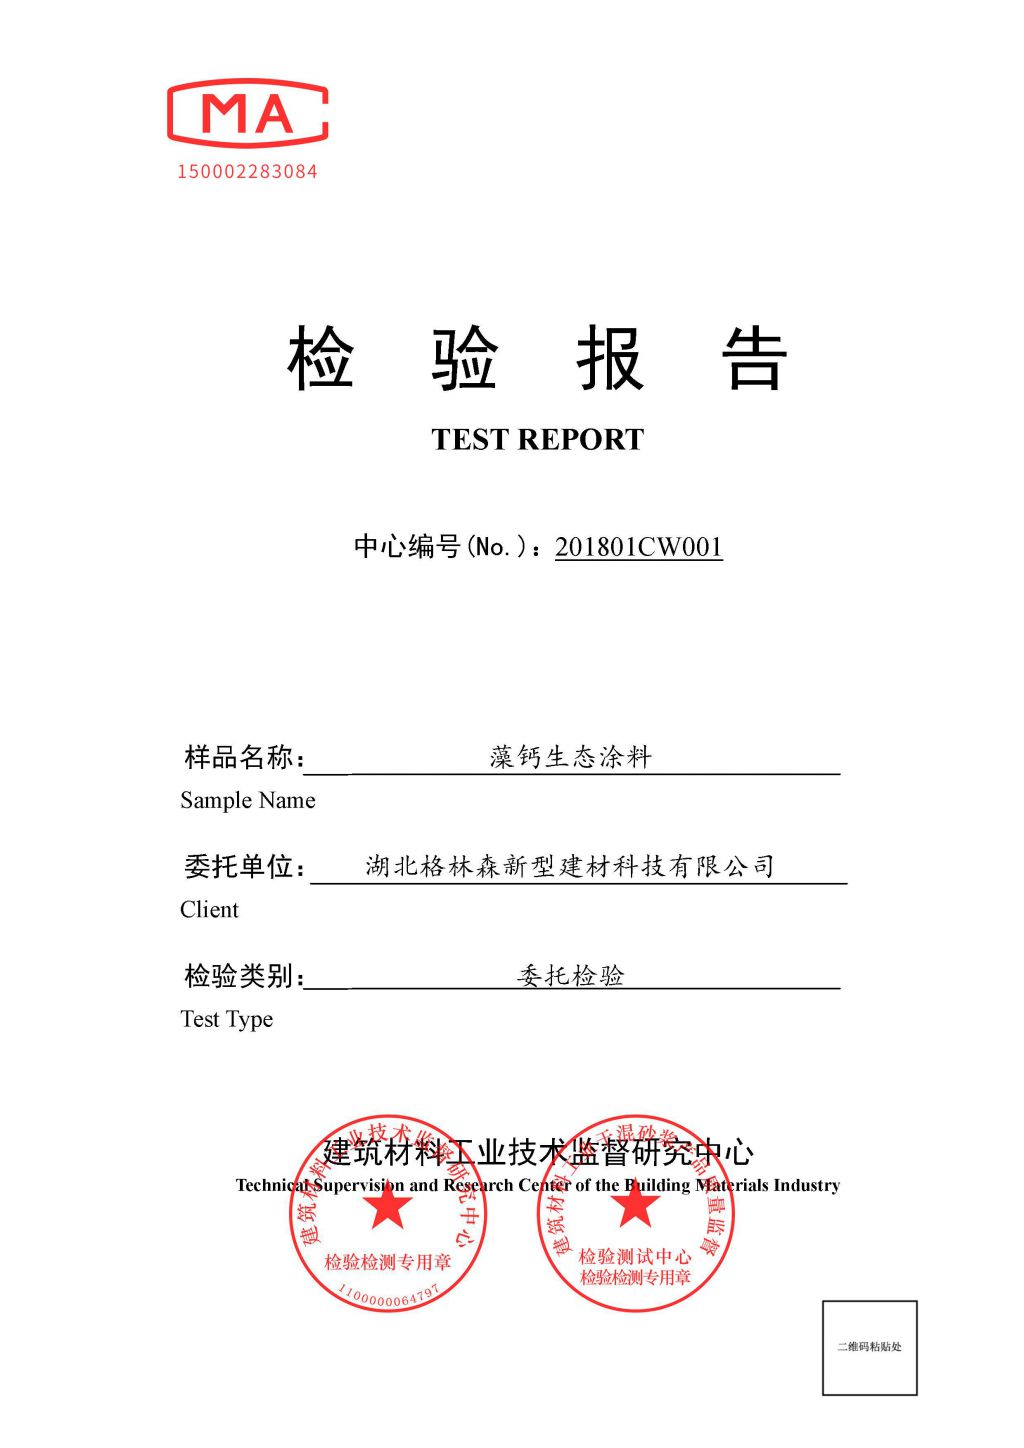 MA
150002283084
检验报告
TEST REPORT
中心编号(No.)：201801CW001
样品名称： 藻钙生态涂料
Sample Name
委托单位： 湖北格林森新型建材科技有限公司
Client
检验类别： 委托检验
Test Type
建筑材料工业技术监督研究中心
Technical Supervision and Research Center of the Building Materials Industry
建筑材料工业技术监督研究中心
检验检测专用章
1100000064797
建筑材料工业干混砂浆产品质量监督
检验测试中心
检验检测专用章
二维码粘贴处